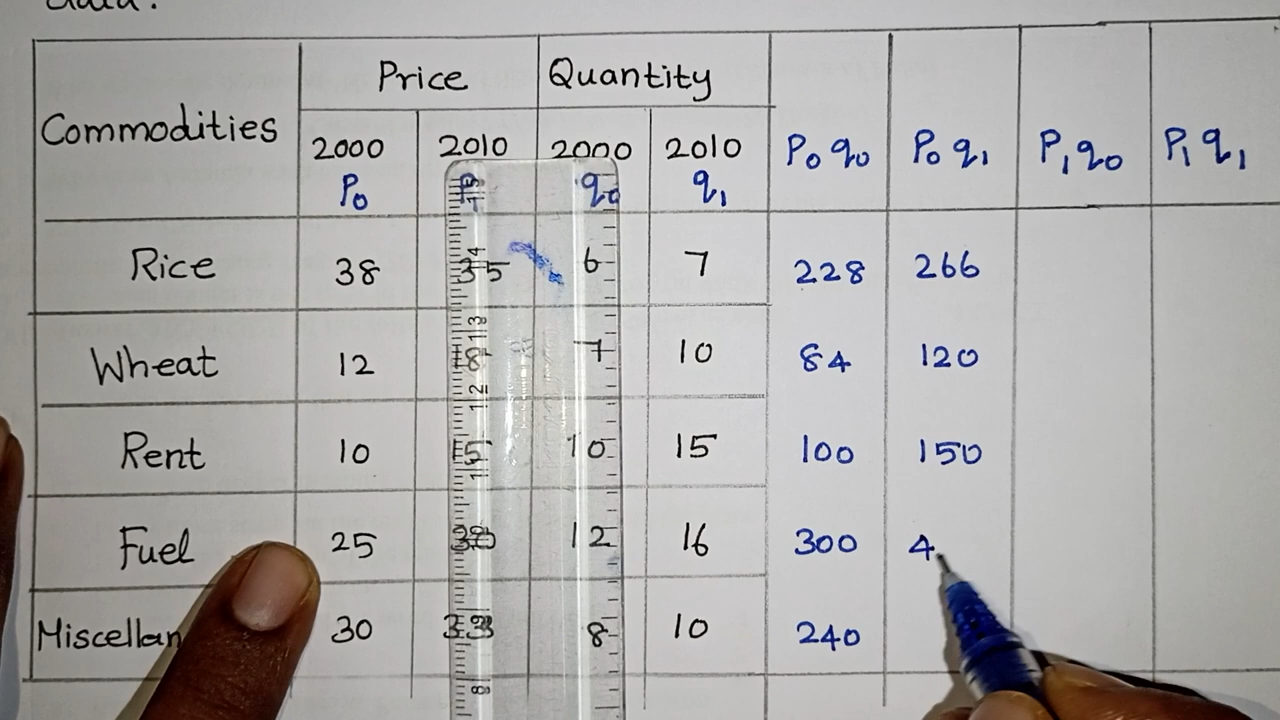 Price Quantity
Commodities 2000 2010 2000 2010 P₀q₀ P₀q₁ P₁q₀ P₁q₁
P₀ q₀ q₁
Rice 38 35 6 7 228 266
Wheat 12 18 7 10 84 120
Rent 10 15 10 15 100 150
Fuel 25 12 16 300 4
30 33 8 10 240